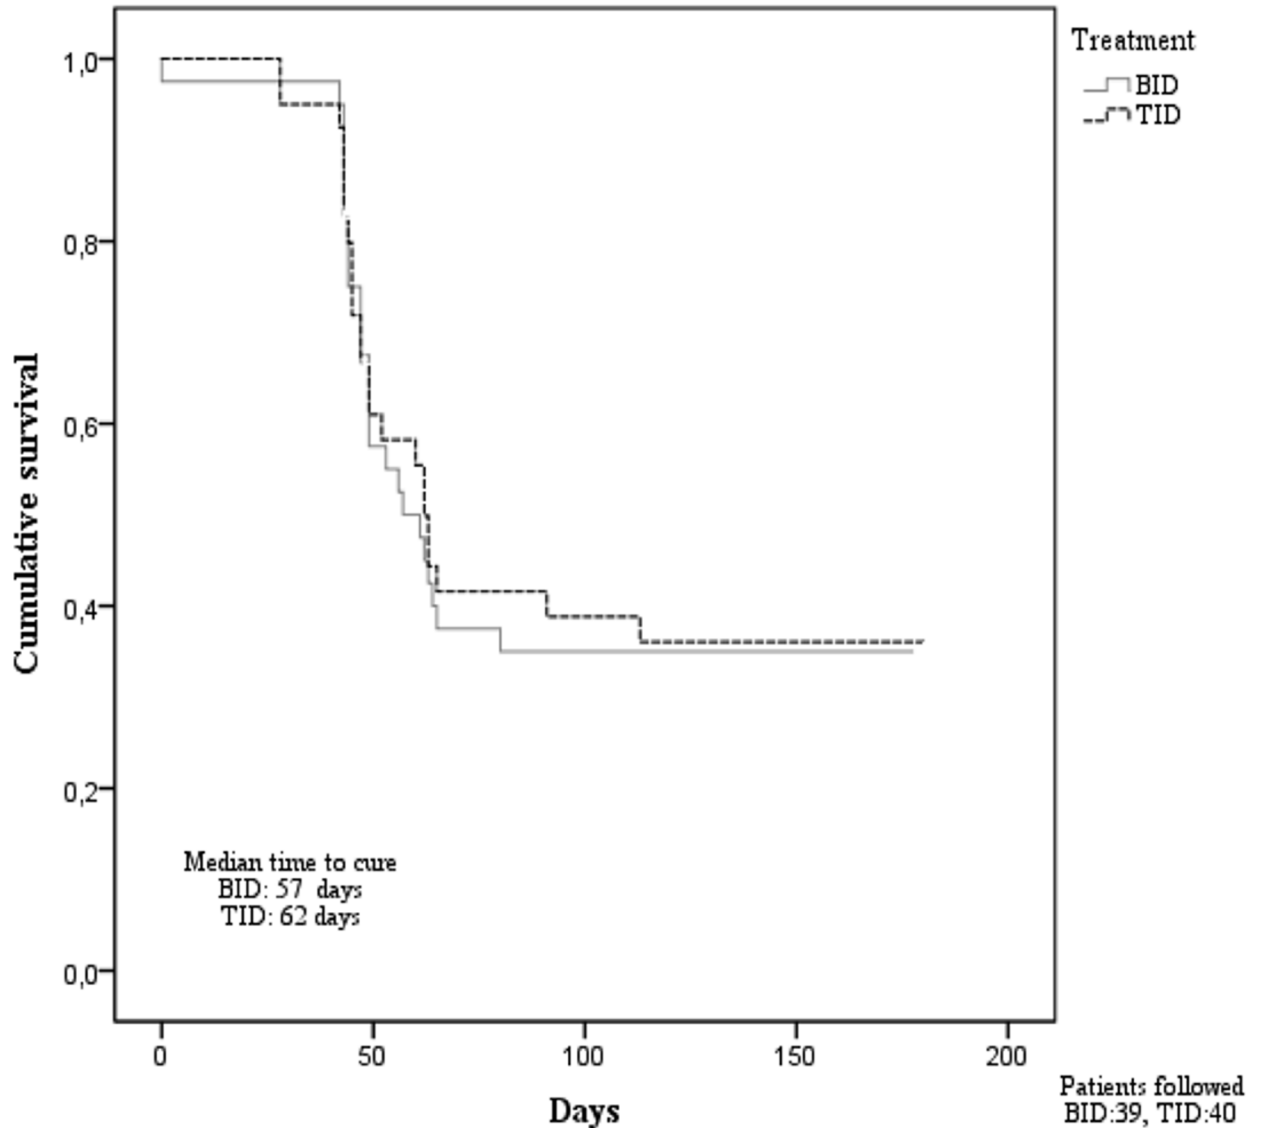 Treatment
BID
TID
1,0
0,8
0,6
0,4
0,2
0,0
Cumulative survival
Median time to cure
BID: 57 days
TID: 62 days
0
50
100
150
200
Days
Patients followed
BID:39, TID:40